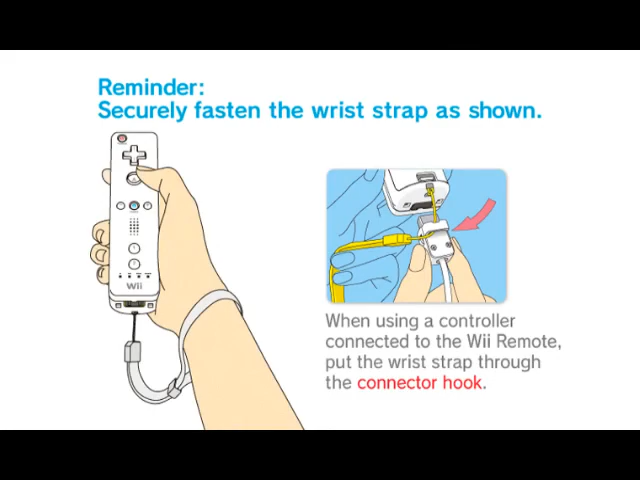 Reminder:
Securely fasten the wrist strap as shown.
Wii
When using a controller
connected to the Wii Remote,
put the wrist strap through
the connector hook.